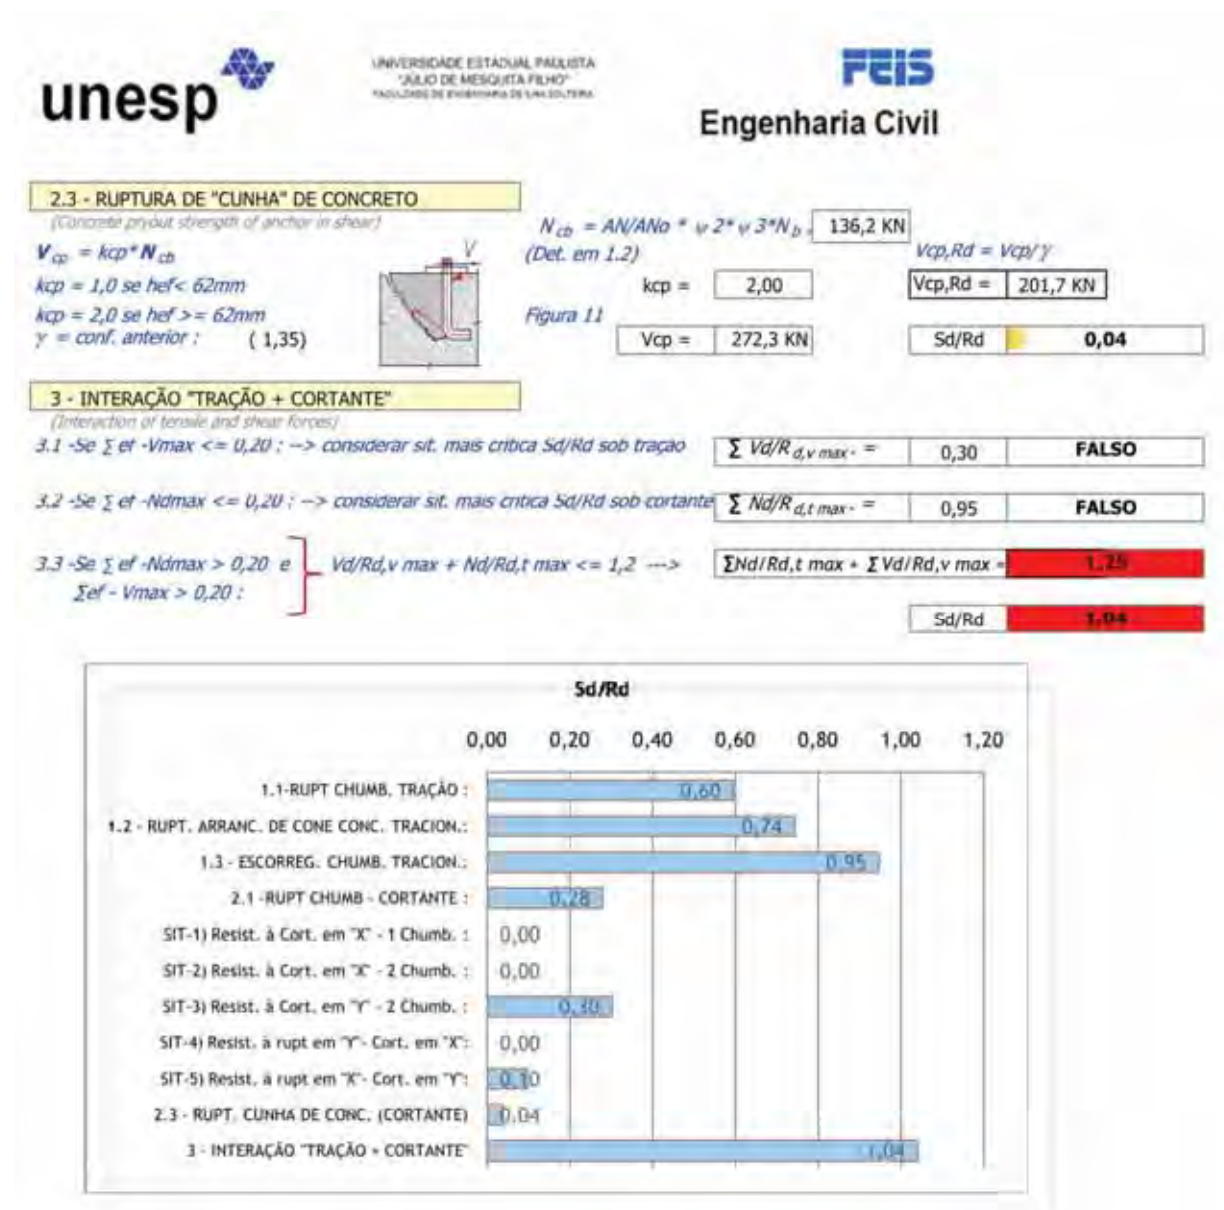 unesp
UNIVERSIDADE ESTADUAL PAULISTA
"JÚLIO DE MESQUITA FILHO"
FACULDADE DE ENGENHARIA DE ILHA SOLTEIRA
FEIS
Engenharia Civil
2.3 - RUPTURA DE "CUNHA" DE CONCRETO
(Concrete pryout strength of anchor in shear)
V cp = kcp* N cb
kcp = 1,0 se hef< 62mm
kcp = 2,0 se hef >= 62mm
γ = conf. anterior : ( 1,35)
V
N cb = AN/ANo * ψ 2* ψ 3*N b 136,2 KN
(Det. em 1.2)
kcp = 2,00
Figura 11
Vcp = 272,3 KN
Vcp,Rd = Vcp/γ
Vcp,Rd = 201,7 KN
Sd/Rd 0,04
3 - INTERAÇÃO "TRAÇÃO + CORTANTE"
(Interaction of tensile and shear forces)
3.1 -Se ∑ ef -Vmax <= 0,20 : --> considerar sit. mais critica Sd/Rd sob tração ∑ Vd/R d,v max. = 0,30 FALSO
3.2 -Se ∑ ef -Ndmax <= 0,20 : --> considerar sit. mais critica Sd/Rd sob cortante ∑ Nd/R d,t max. = 0,95 FALSO
3.3 -Se ∑ ef -Ndmax > 0,20 e Vd/Rd,v max + Nd/Rd,t max <= 1,2 ---> ∑Nd/Rd,t max + ∑Vd/Rd,v max = 1,25
∑ef - Vmax > 0,20 :
Sd/Rd 1,04
Sd/Rd
0,00 0,20 0,40 0,60 0,80 1,00 1,20
1.1-RUPT CHUMB. TRAÇÃO : 0,60
1.2 - RUPT. ARRANC. DE CONE CONC. TRACION.: 0,74
1.3 - ESCORREG. CHUMB. TRACION.: 0,95
2.1 -RUPT CHUMB - CORTANTE : 0,28
SIT-1) Resist. à Cort. em "X" - 1 Chumb. : 0,00
SIT-2) Resist. à Cort. em "X" - 2 Chumb. : 0,00
SIT-3) Resist. à Cort. em "Y" - 2 Chumb. : 0,30
SIT-4) Resist. à rupt em "Y"- Cort. em "X": 0,00
SIT-5) Resist. à rupt em "X"- Cort. em "Y": 0,10
2.3 - RUPT. CUNHA DE CONC. (CORTANTE) 0,04
3 - INTERAÇÃO "TRAÇÃO + CORTANTE" 1,04